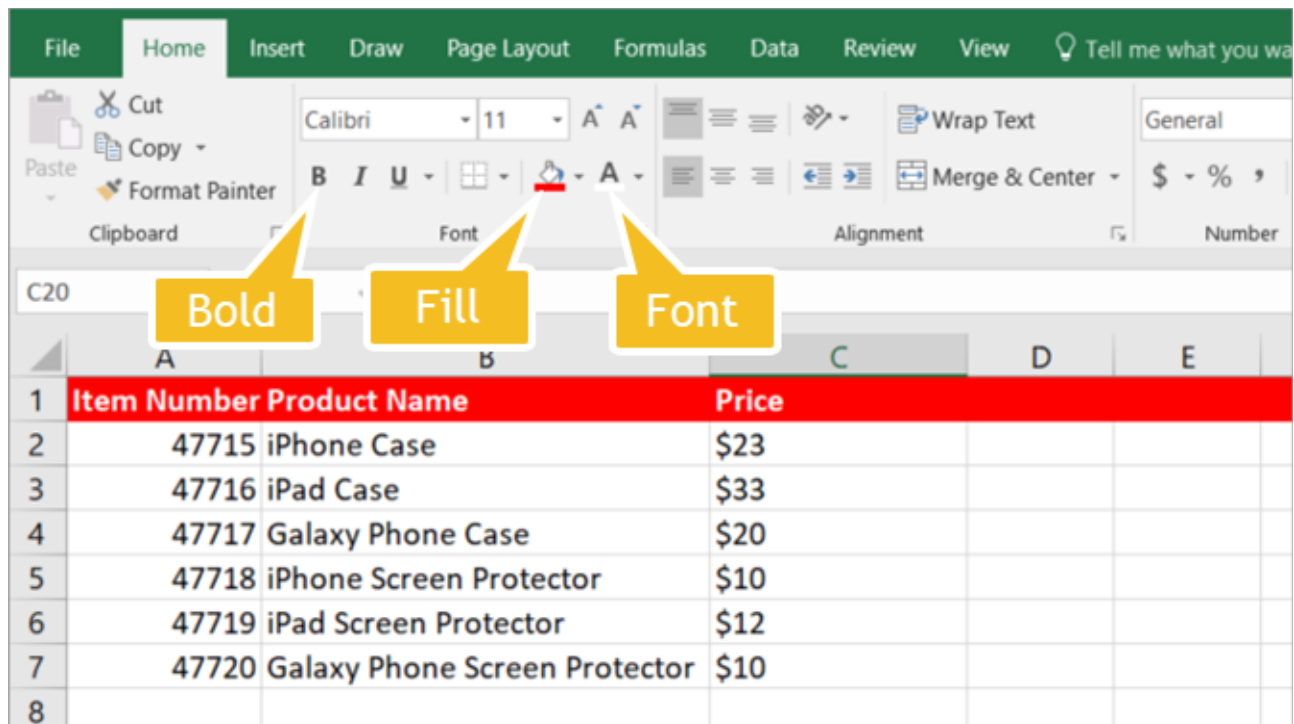 File Home Insert Draw Page Layout Formulas Data Review View Tell me what you wa
Cut
Copy
Paste
Format Painter
Clipboard
Calibri 11 A A
B I U A
Font
Wrap Text
Merge & Center
Alignment
General
$ % ,
Number
Bold
Fill
Font
C20
A B C D E
1 Item Number Product Name Price
2 47715 iPhone Case $23
3 47716 iPad Case $33
4 47717 Galaxy Phone Case $20
5 47718 iPhone Screen Protector $10
6 47719 iPad Screen Protector $12
7 47720 Galaxy Phone Screen Protector $10
8